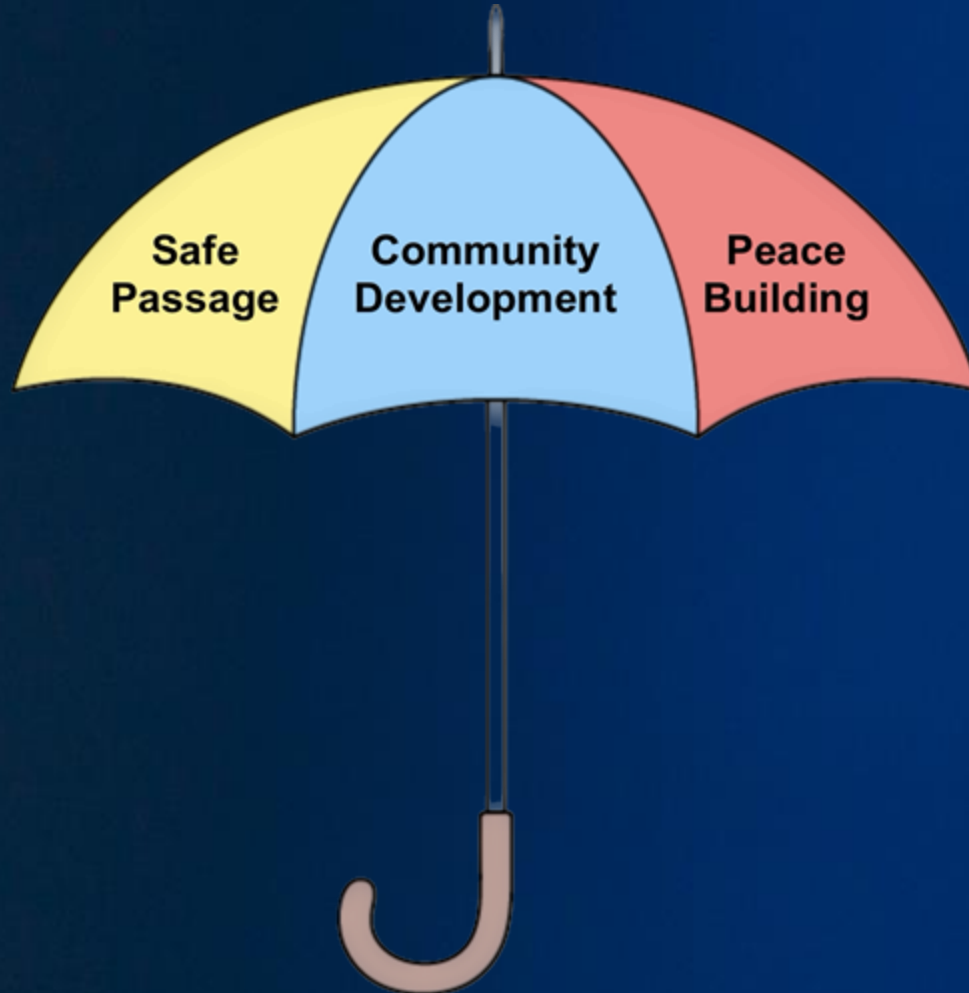 Safe
Passage
Community
Development
Peace
Building